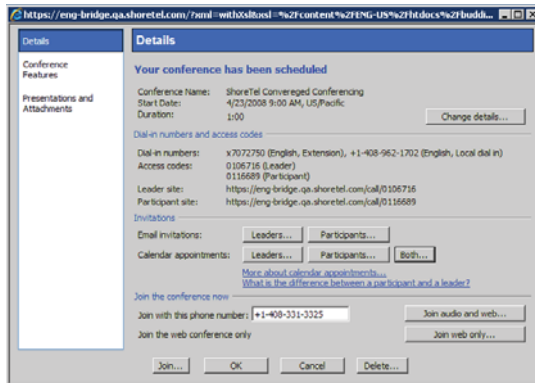 https://eng-bridge.qa.shoretel.com/?xml=withXsl&xsl=%2Fcontent%2FENG-US%2Fhtdocs%2Fbuddi...
Details
Conference Features
Presentations and Attachments
Details
Your conference has been scheduled
Conference Name: ShoreTel Convereged Conferencing
Start Date: 4/23/2008 9:00 AM, US/Pacific
Duration: 1:00
Change details...
Dial-in numbers and access codes
Dial-in numbers: x7072750 (English, Extension), +1-408-962-1702 (English, Local dial in)
Access codes: 0106716 (Leader)
0116689 (Participant)
Leader site: https://eng-bridge.qa.shoretel.com/call/0106716
Participant site: https://eng-bridge.qa.shoretel.com/call/0116689
Invitations
Email invitations: Leaders... Participants...
Calendar appointments: Leaders... Participants... Both...
More about calendar appointments...
What is the difference between a participant and a leader?
Join the conference now
Join with this phone number: +1-408-331-3325 Join audio and web...
Join the web conference only Join web only...
Join... OK Cancel Delete...